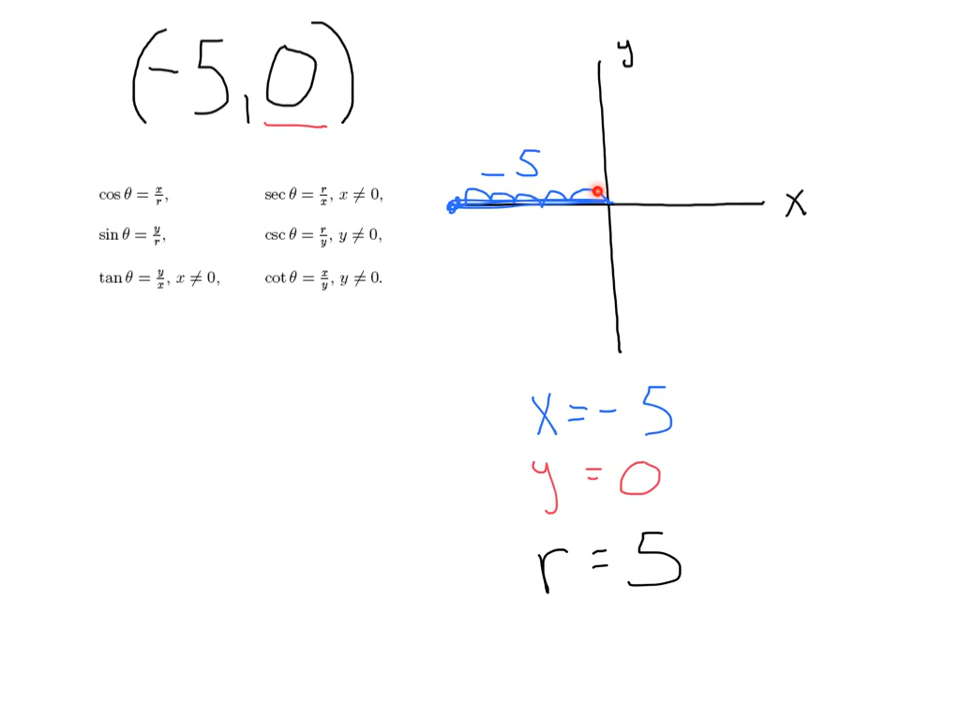 (-5, 0)
y
-5
x
cos θ = x/r,
sec θ = r/x, x ≠ 0,
sin θ = y/r,
csc θ = r/y, y ≠ 0,
tan θ = y/x, x ≠ 0,
cot θ = x/y, y ≠ 0.
x = -5
y = 0
r = 5